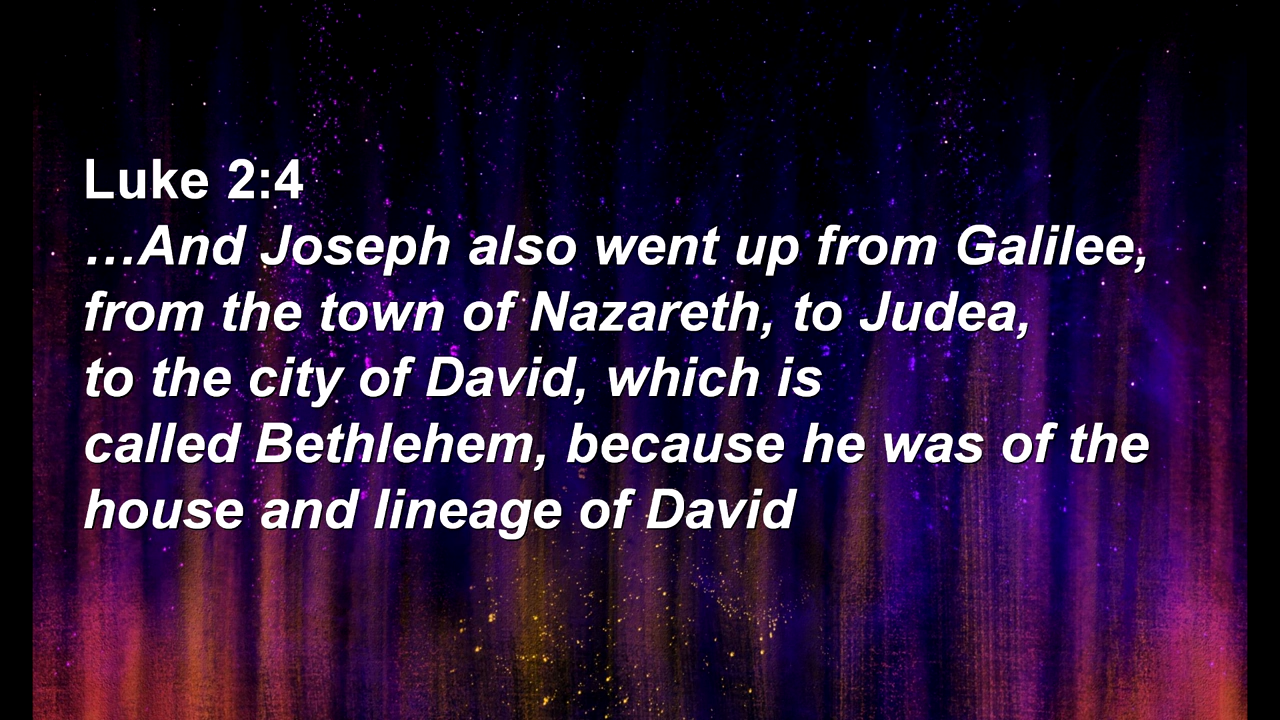 Luke 2:4
…And Joseph also went up from Galilee,
from the town of Nazareth, to Judea,
to the city of David, which is
called Bethlehem, because he was of the
house and lineage of David